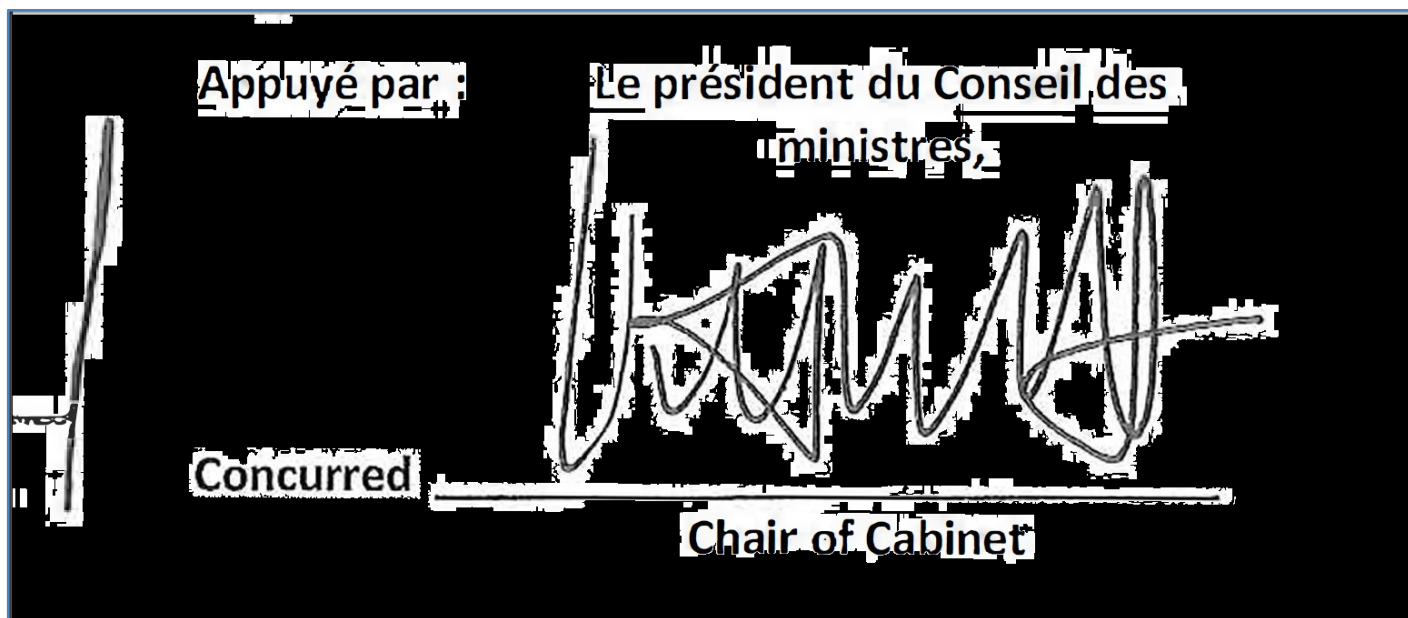 Appuyé par : Le président du Conseil des
ministres,
Concurred
Chair of Cabinet